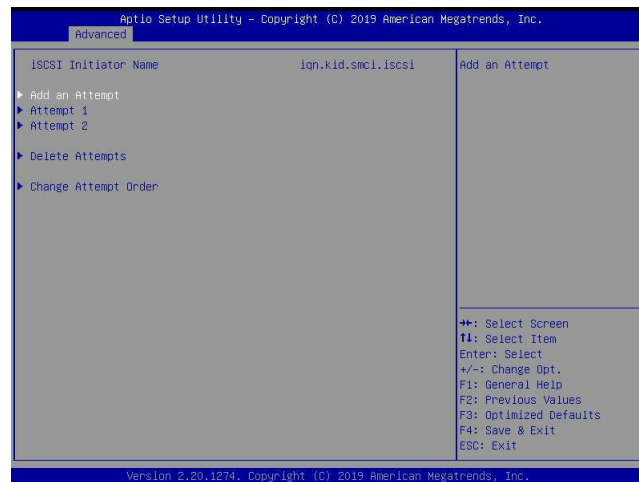 Aptio Setup Utility – Copyright (C) 2019 American Megatrends, Inc.
Advanced
iSCSI Initiator Name iqn.kid.smci.iscsi
Add an Attempt
Attempt 1
Attempt 2
Delete Attempts
Change Attempt Order
Add an Attempt
→←: Select Screen
↑↓: Select Item
Enter: Select
+/-: Change Opt.
F1: General Help
F2: Previous Values
F3: Optimized Defaults
F4: Save & Exit
ESC: Exit
Version 2.20.1274. Copyright (C) 2019 American Megatrends, Inc.